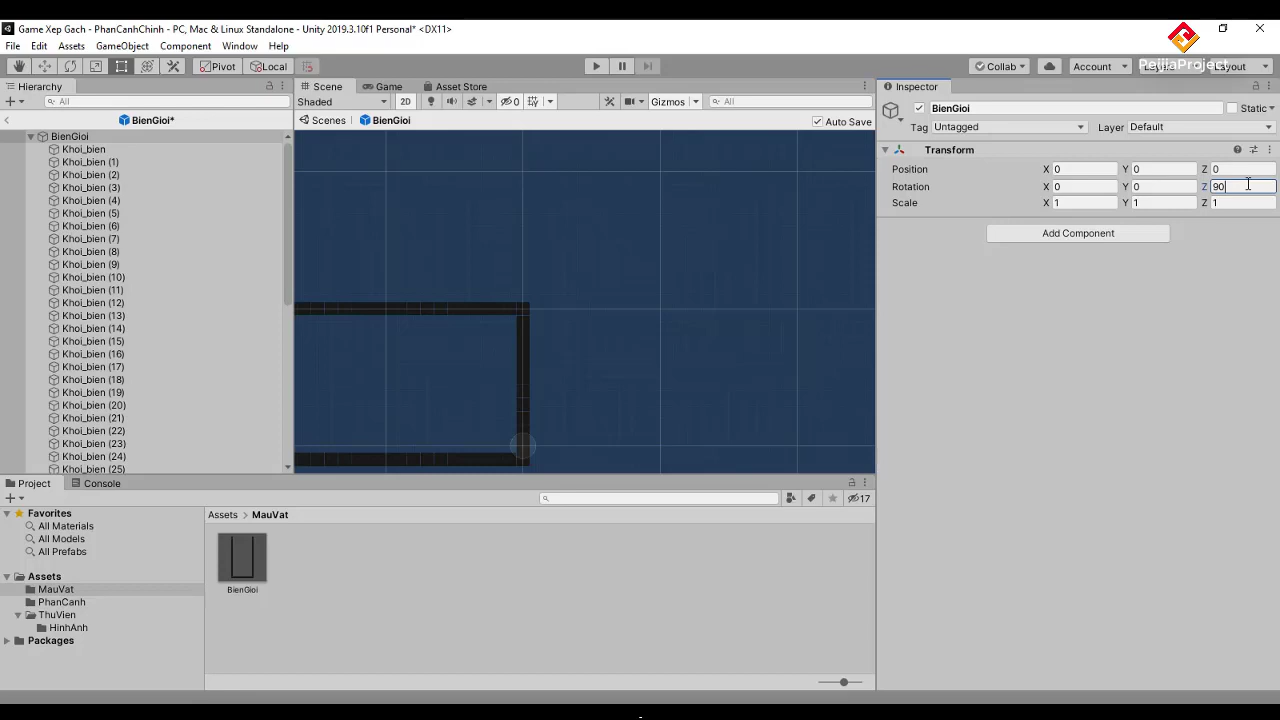 Game Xep Gach - PhanCanhChinh - PC, Mac & Linux Standalone - Unity 2019.3.10f1 Personal* <DX11>
PeijiaProject
File Edit Assets GameObject Component Window Help
Pivot Local Collab Account Layout
Hierarchy Scene Game Asset Store Inspector
All Shaded 2D 0 Gizmos All BienGioi Static
BienGioi* Scenes BienGioi Auto Save Tag Untagged Layer Default
BienGioi
Khoi_bien
Khoi_bien (1)
Khoi_bien (2)
Khoi_bien (3)
Khoi_bien (4)
Khoi_bien (5)
Khoi_bien (6)
Khoi_bien (7)
Khoi_bien (8)
Khoi_bien (9)
Khoi_bien (10)
Khoi_bien (11)
Khoi_bien (12)
Khoi_bien (13)
Khoi_bien (14)
Khoi_bien (15)
Khoi_bien (16)
Khoi_bien (17)
Khoi_bien (18)
Khoi_bien (19)
Khoi_bien (20)
Khoi_bien (21)
Khoi_bien (22)
Khoi_bien (23)
Khoi_bien (24)
Khoi_bien (25)
Transform
Position X 0 Y 0 Z 0
Rotation X 0 Y 0 Z 90
Scale X 1 Y 1 Z 1
Add Component
Project Console
17
Favorites
All Materials
All Models
All Prefabs
Assets
MauVat
PhanCanh
ThuVien
HinhAnh
Packages
Assets MauVat
BienGioi